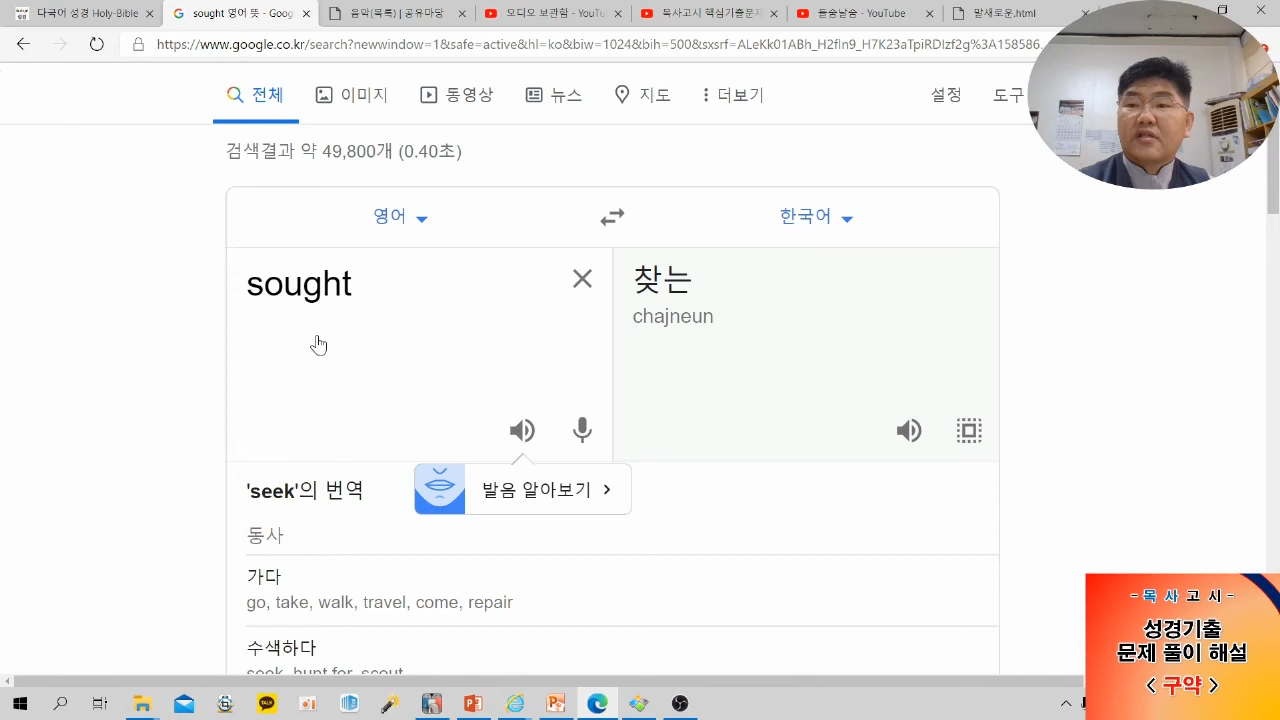 다국어 성경 Holy-Bible
sought 영어 뜻 - Goog
음악(목록) | 공유마당
오디오 보관함 - YouTu
목사고시 핵심기출문제
들숨날숨 - YouTube
말새로운.html
https://www.google.co.kr/search?newwindow=1&safe=active&hl=ko&biw=1024&bih=500&sxsrf=ALeKk01ABh_H2fIn9_H7K23aTpiRDIzf2g%3A158586
전체 이미지 동영상 뉴스 지도 더보기 설정 도구
검색결과 약 49,800개 (0.40초)
영어 한국어
sought
찾는
chajneun
'seek'의 번역
발음 알아보기
동사
가다
go, take, walk, travel, come, repair
수색하다
seek, hunt for, scout
- 목 사 고 시 -
성경기출
문제 풀이 해설
< 구약 >
TALK